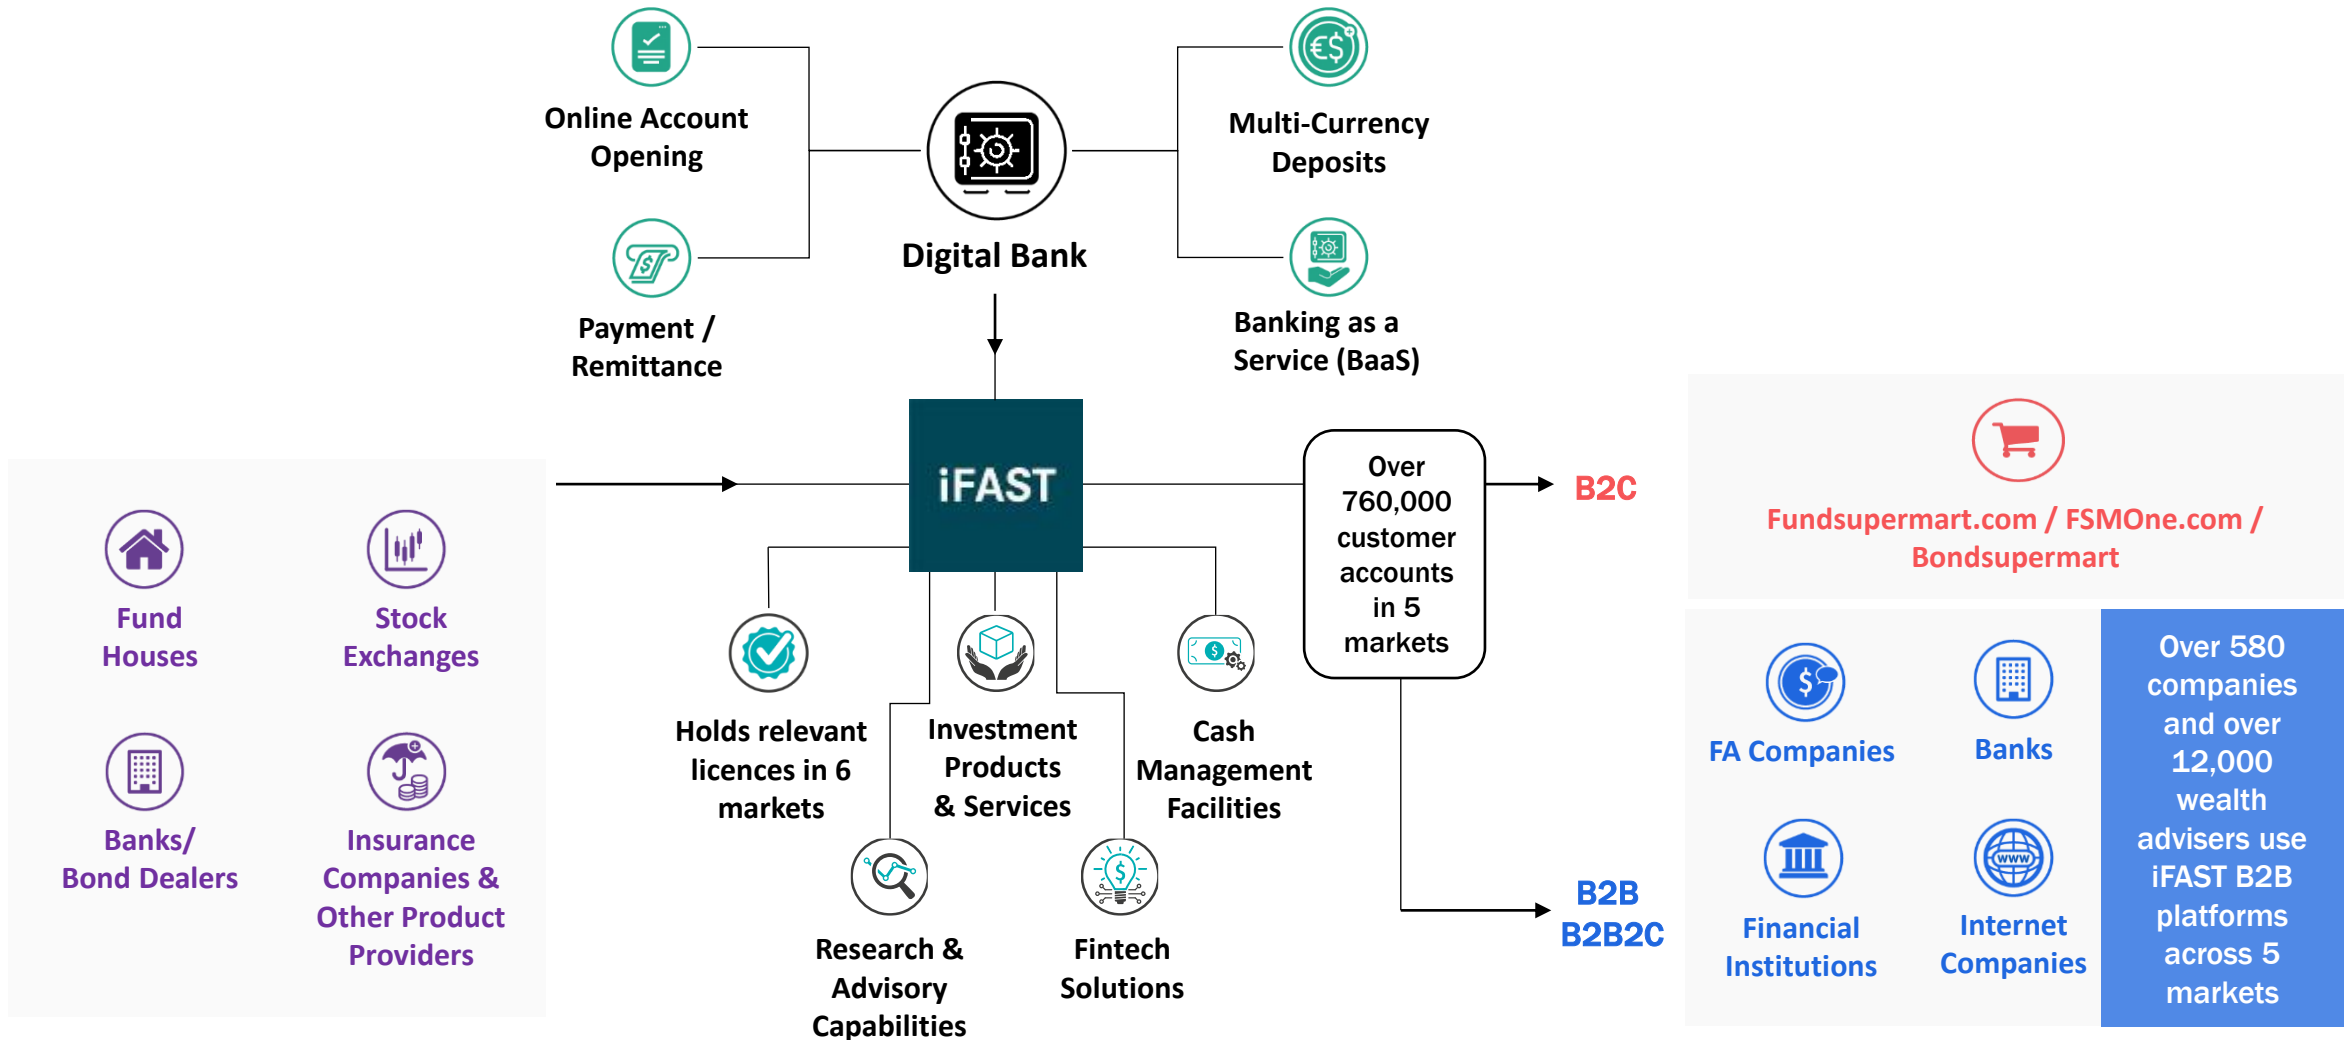 Online Account
Opening
Multi-Currency
Deposits
Digital Bank
Payment /
Remittance
Banking as a
Service (BaaS)
iFAST
Fund
Houses
Stock
Exchanges
Banks/
Bond Dealers
Insurance
Companies &
Other Product
Providers
Holds relevant
licences in 6
markets
Investment
Products
& Services
Cash
Management
Facilities
Research &
Advisory
Capabilities
Fintech
Solutions
Over
760,000
customer
accounts
in 5
markets
B2C
B2B
B2B2C
Fundsupermart.com / FSMOne.com /
Bondsupermart
FA Companies
Banks
www
Financial
Institutions
Internet
Companies
Over 580
companies
and over
12,000
wealth
advisers use
iFAST B2B
platforms
across 5
markets